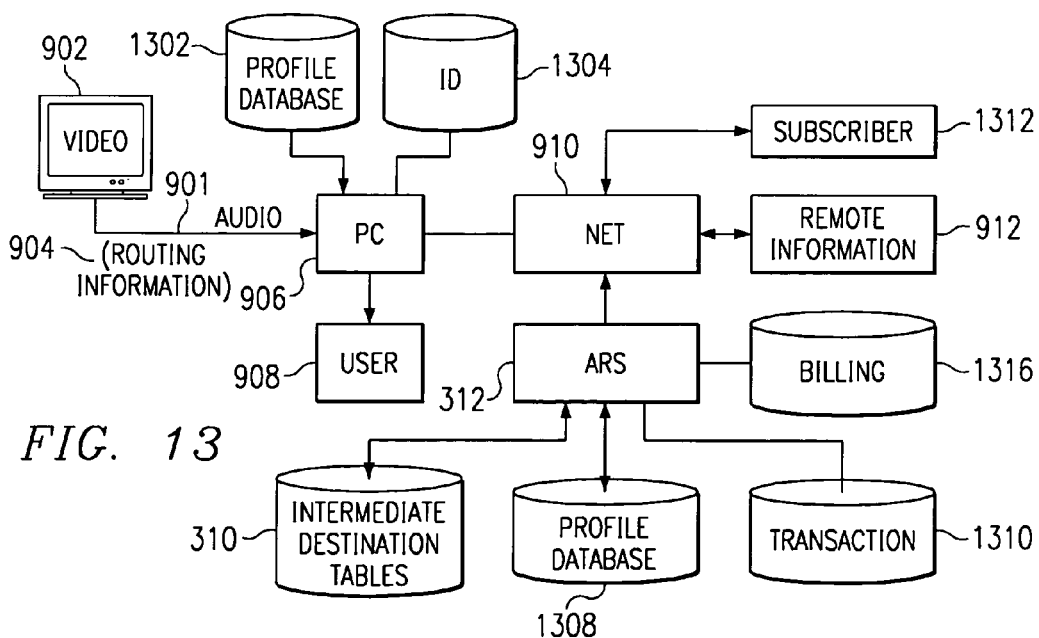 1302
902
PROFILE
DATABASE
ID
1304
VIDEO
SUBSCRIBER
1312
910
901
AUDIO
904
(ROUTING
INFORMATION)
PC
906
NET
REMOTE
INFORMATION
912
USER
908
ARS
312
BILLING
1316
FIG. 13
310
INTERMEDIATE
DESTINATION
TABLES
PROFILE
DATABASE
1308
TRANSACTION
1310